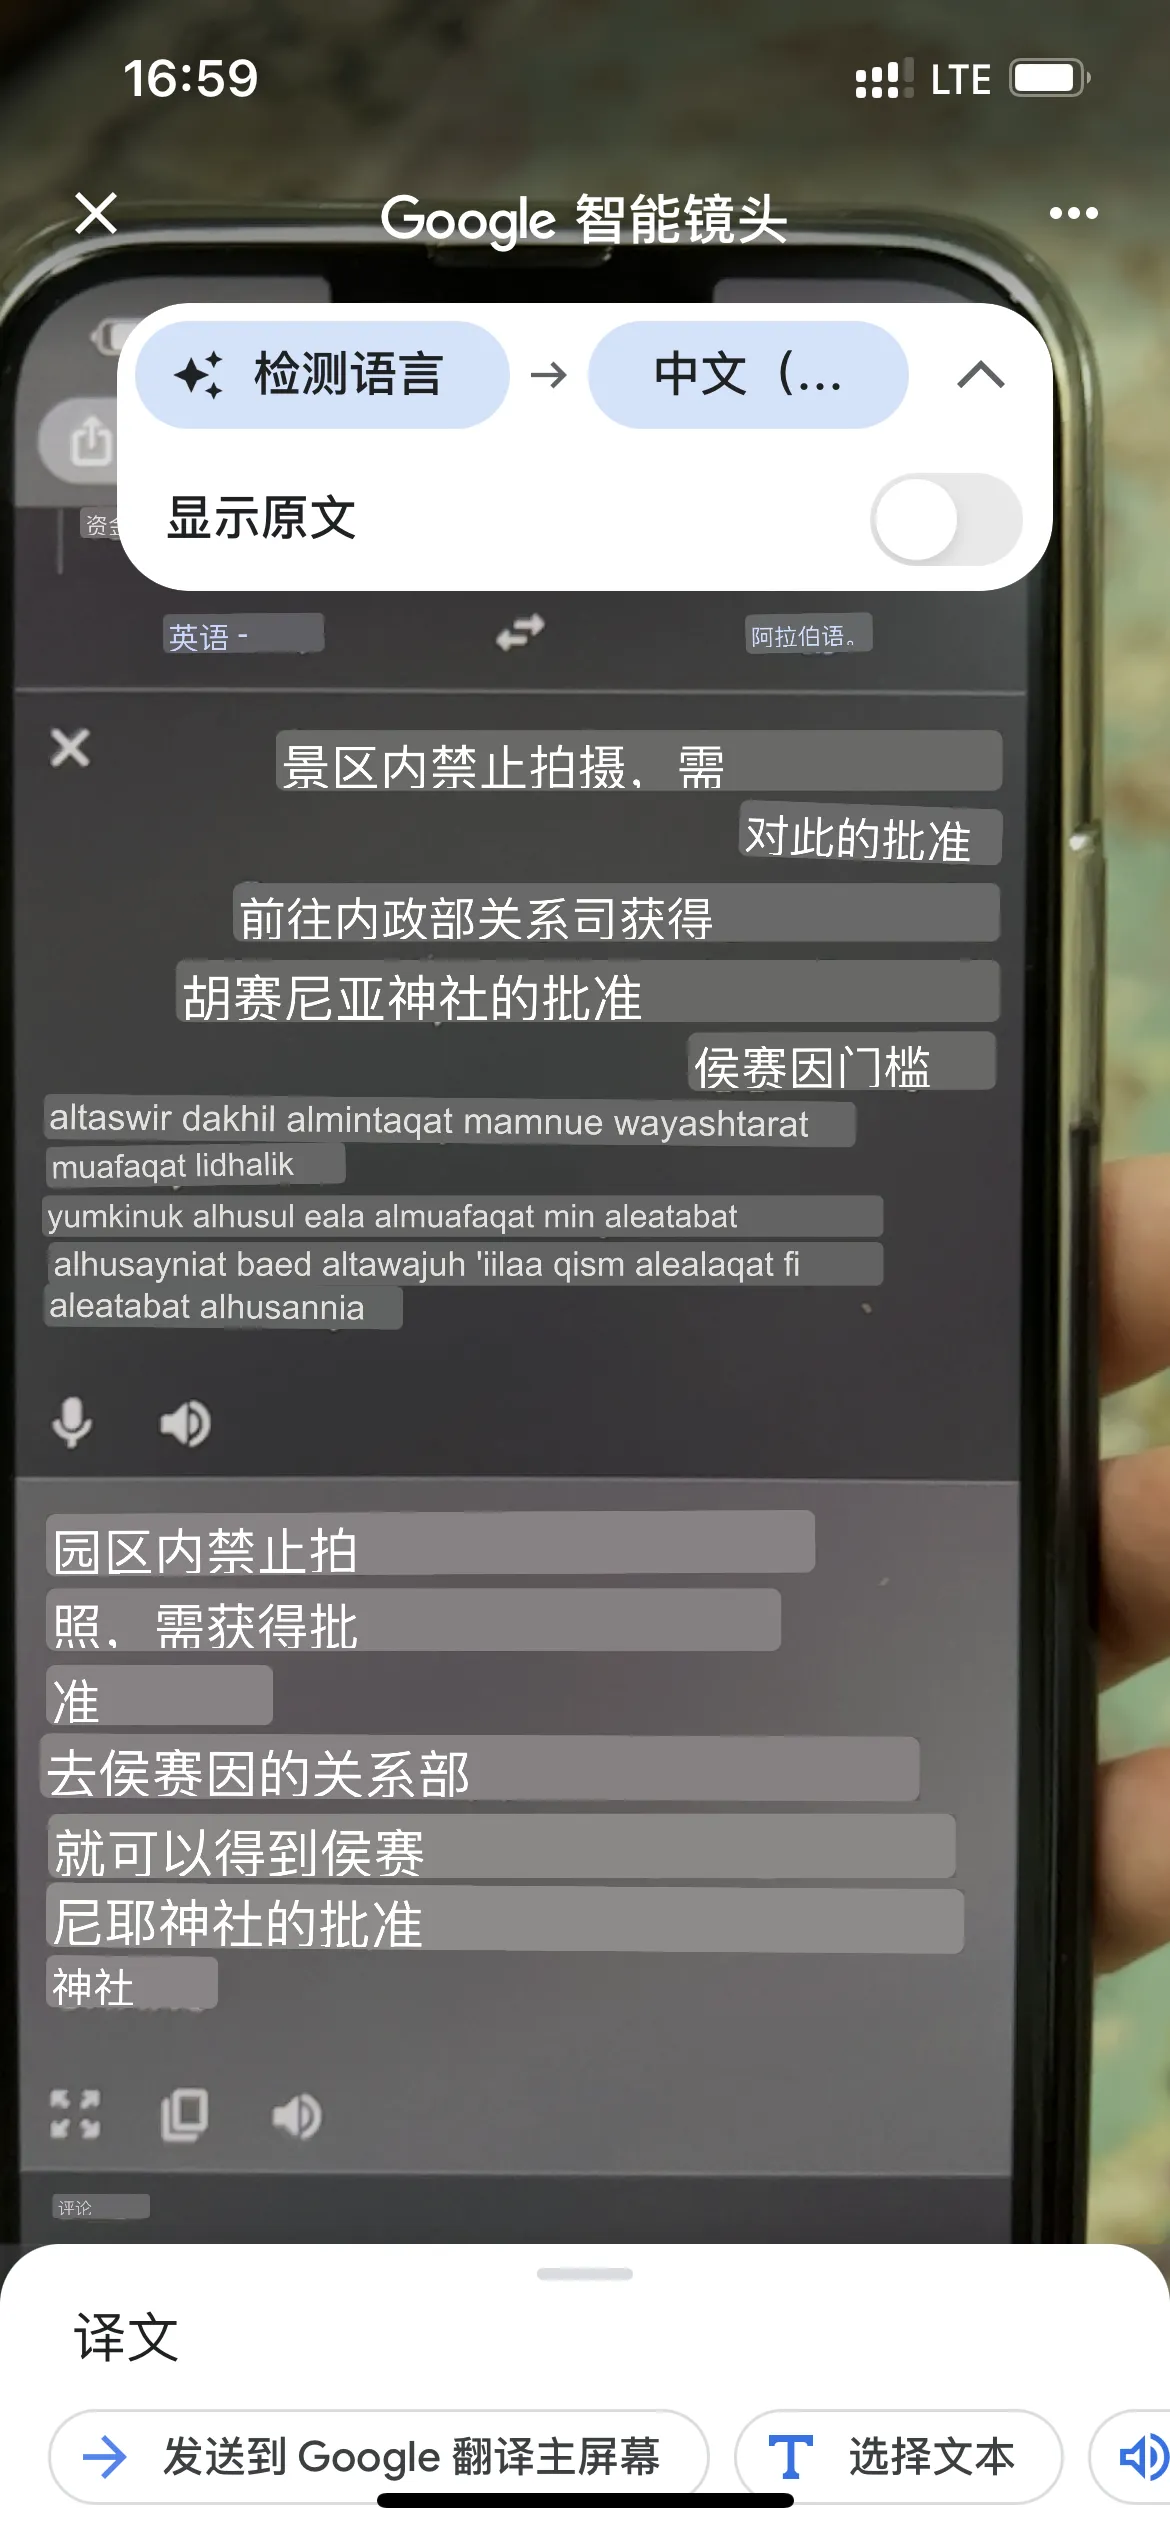 16:59
LTE
Google 智能镜头
检测语言
中文（...
显示原文
资金
英语 -
阿拉伯语。
景区内禁止拍摄，需
对此的批准
前往内政部关系司获得
胡赛尼亚神社的批准
侯赛因门槛
altaswir dakhil almintaqat mamnue wayashtarat
muafaqat lidhalik
yumkinuk alhusul eala almuafaqat min aleatabat
alhusayniat baed altawajuh 'iilaa qism alealaqat fi
aleatabat alhusannia
园区内禁止拍
照，需获得批
准
去侯赛因的关系部
就可以得到侯赛
尼耶神社的批准
神社
评论
译文
发送到 Google 翻译主屏幕
选择文本